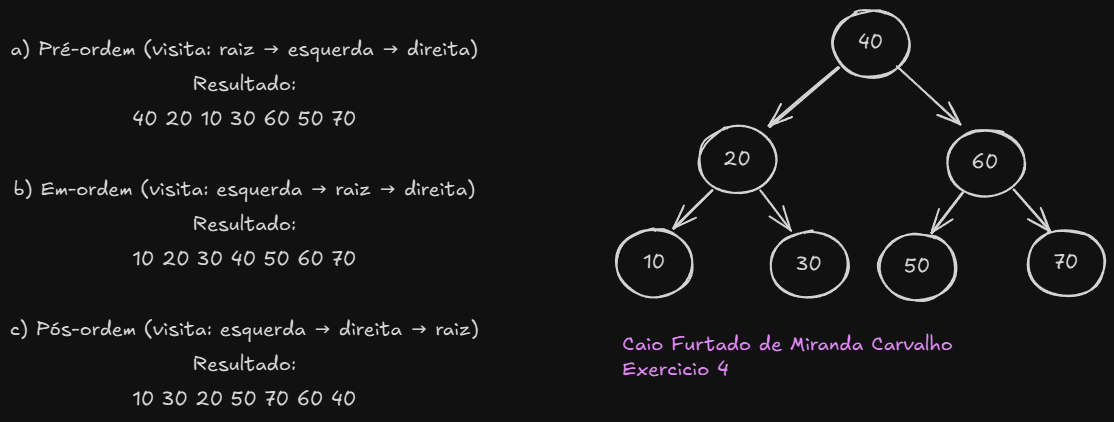 a) Pré-ordem (visita: raiz → esquerda → direita)
Resultado:
40 20 10 30 60 50 70
b) Em-ordem (visita: esquerda → raiz → direita)
Resultado:
10 20 30 40 50 60 70
c) Pós-ordem (visita: esquerda → direita → raiz)
Resultado:
10 30 20 50 70 60 40
40
20
60
10
30
50
70
Caio Furtado de Miranda Carvalho
Exercicio 4